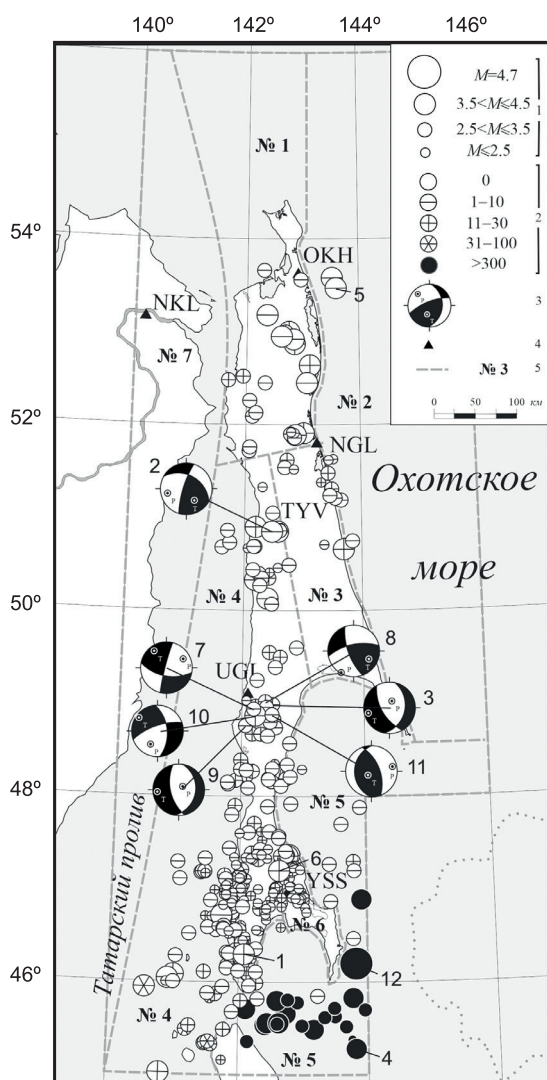 140º 142º 144º
M=4.7
3.5<M⩽4.5
2.5<M⩽3.5
M⩽2.5
1
0
1–10
11–30
31–100
>300
2
P
T
3
4
№ 3 5
0 50 100 км
№ 1
54º
OKH
5
NKL
№ 7
№ 2
52º
NGL
Охотское
2
P
T
TYV
море
50º
№ 4
№ 3
7
T
P
8
P
T
UGL
10
T
P
3
P
T
9
T
P
11
P
T
48º
№ 5
Татарский пролив
6
YSS
№ 6
46º
1
12
№ 4
4
№ 5